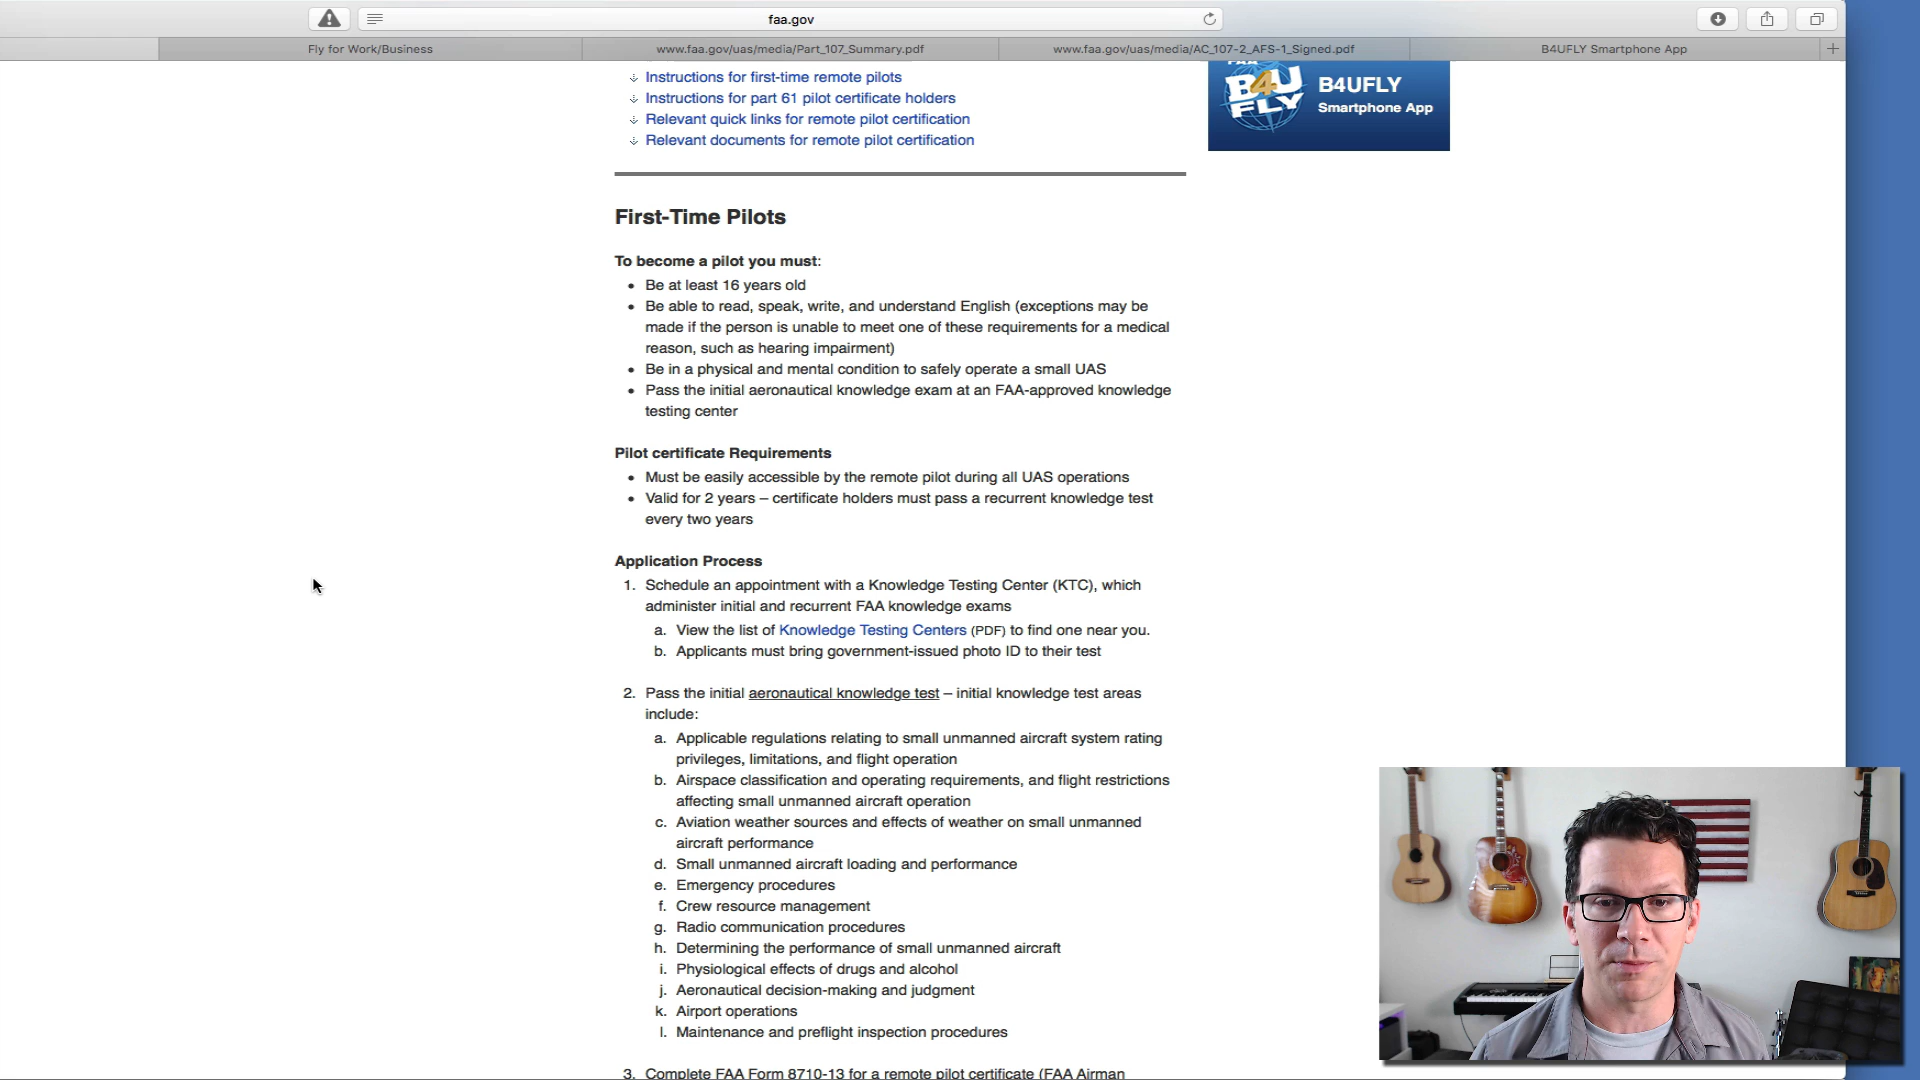 faa.gov
Fly for Work/Business
www.faa.gov/uas/media/Part_107_Summary.pdf
www.faa.gov/uas/media/AC_107-2_AFS-1_Signed.pdf
B4UFLY Smartphone App
Instructions for first-time remote pilots
Instructions for part 61 pilot certificate holders
Relevant quick links for remote pilot certification
Relevant documents for remote pilot certification
FAA
B4U
FLY
B4UFLY
Smartphone App
First-Time Pilots
To become a pilot you must:
• Be at least 16 years old
• Be able to read, speak, write, and understand English (exceptions may be
made if the person is unable to meet one of these requirements for a medical
reason, such as hearing impairment)
• Be in a physical and mental condition to safely operate a small UAS
• Pass the initial aeronautical knowledge exam at an FAA-approved knowledge
testing center
Pilot certificate Requirements
• Must be easily accessible by the remote pilot during all UAS operations
• Valid for 2 years – certificate holders must pass a recurrent knowledge test
every two years
Application Process
1. Schedule an appointment with a Knowledge Testing Center (KTC), which
administer initial and recurrent FAA knowledge exams
a. View the list of Knowledge Testing Centers (PDF) to find one near you.
b. Applicants must bring government-issued photo ID to their test
2. Pass the initial aeronautical knowledge test – initial knowledge test areas
include:
a. Applicable regulations relating to small unmanned aircraft system rating
privileges, limitations, and flight operation
b. Airspace classification and operating requirements, and flight restrictions
affecting small unmanned aircraft operation
c. Aviation weather sources and effects of weather on small unmanned
aircraft performance
d. Small unmanned aircraft loading and performance
e. Emergency procedures
f. Crew resource management
g. Radio communication procedures
h. Determining the performance of small unmanned aircraft
i. Physiological effects of drugs and alcohol
j. Aeronautical decision-making and judgment
k. Airport operations
l. Maintenance and preflight inspection procedures
3. Complete FAA Form 8710-13 for a remote pilot certificate (FAA Airman